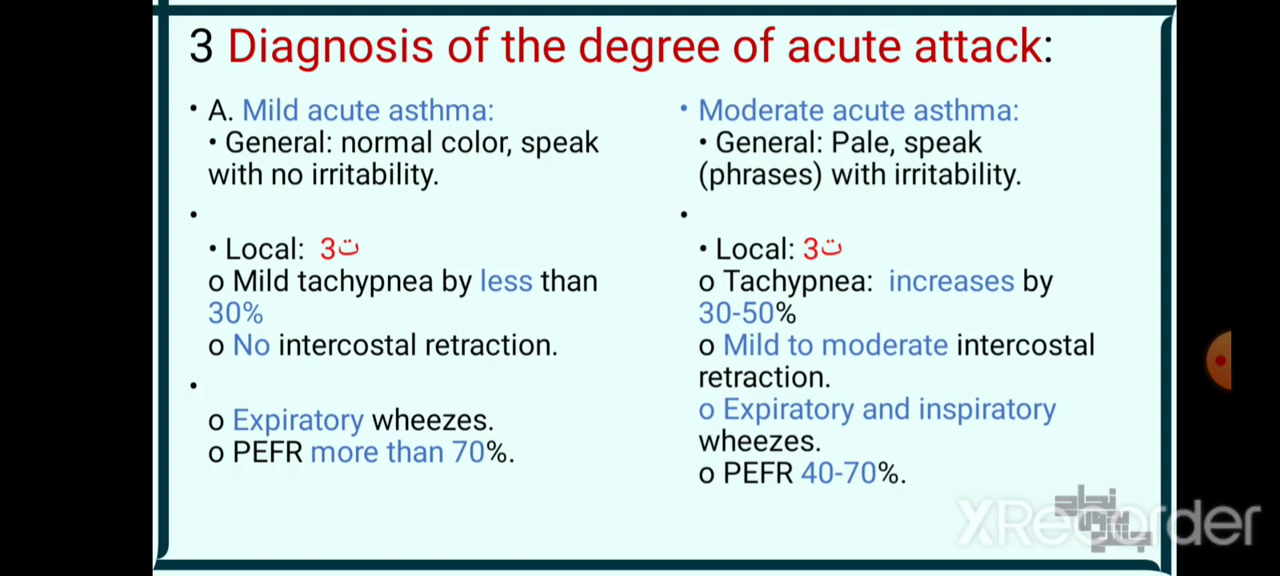 3 Diagnosis of the degree of acute attack:
• A. Mild acute asthma:
• General: normal color, speak
with no irritability.
•
• Local: 3ت
o Mild tachypnea by less than
30%
o No intercostal retraction.
•
o Expiratory wheezes.
o PEFR more than 70%.
• Moderate acute asthma:
• General: Pale, speak
(phrases) with irritability.
•
• Local: 3ت
o Tachypnea: increases by
30-50%
o Mild to moderate intercostal
retraction.
o Expiratory and inspiratory
wheezes.
o PEFR 40-70%.
XRecorder